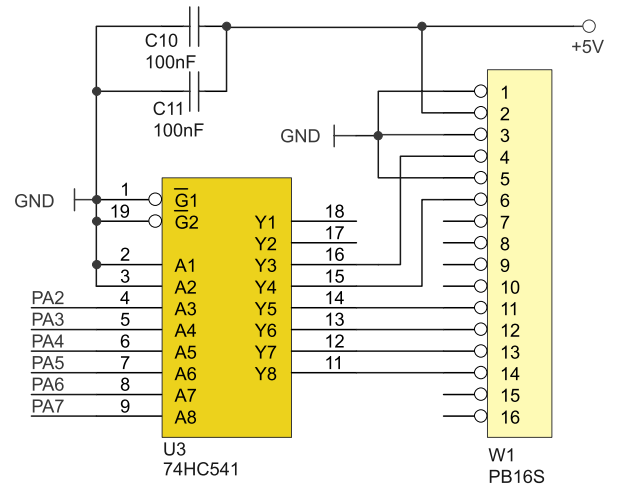 C10
100nF
+5V
C11
100nF
GND
GND
1 G1
19 G2
2 A1
3 A2
PA2 4 A3
PA3 5 A4
PA4 6 A5
PA5 7 A6
PA6 8 A7
PA7 9 A8
Y1 18
Y2 17
Y3 16
Y4 15
Y5 14
Y6 13
Y7 12
Y8 11
U3
74HC541
1
2
3
4
5
6
7
8
9
10
11
12
13
14
15
16
W1
PB16S